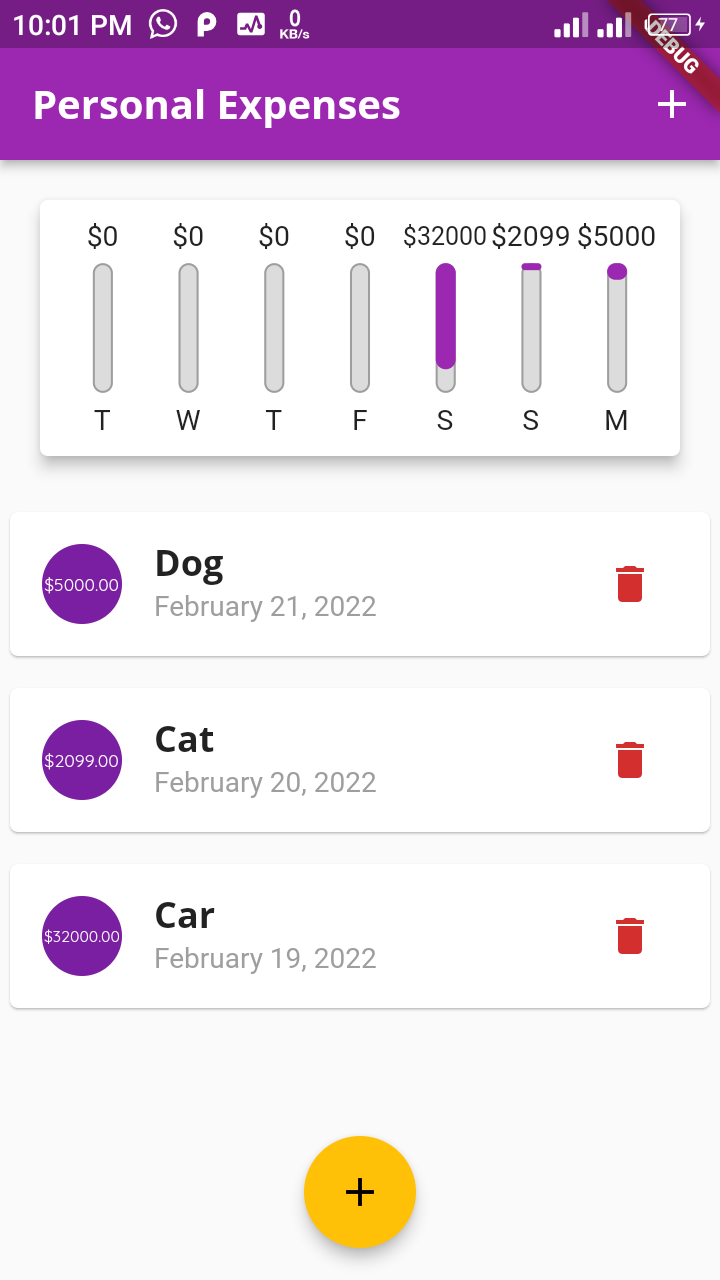 10:01 PM 0 KB/s 77
DEBUG
Personal Expenses
$0 $0 $0 $0 $32000 $2099 $5000
T W T F S S M
$5000.00
Dog
February 21, 2022
$2099.00
Cat
February 20, 2022
$32000.00
Car
February 19, 2022